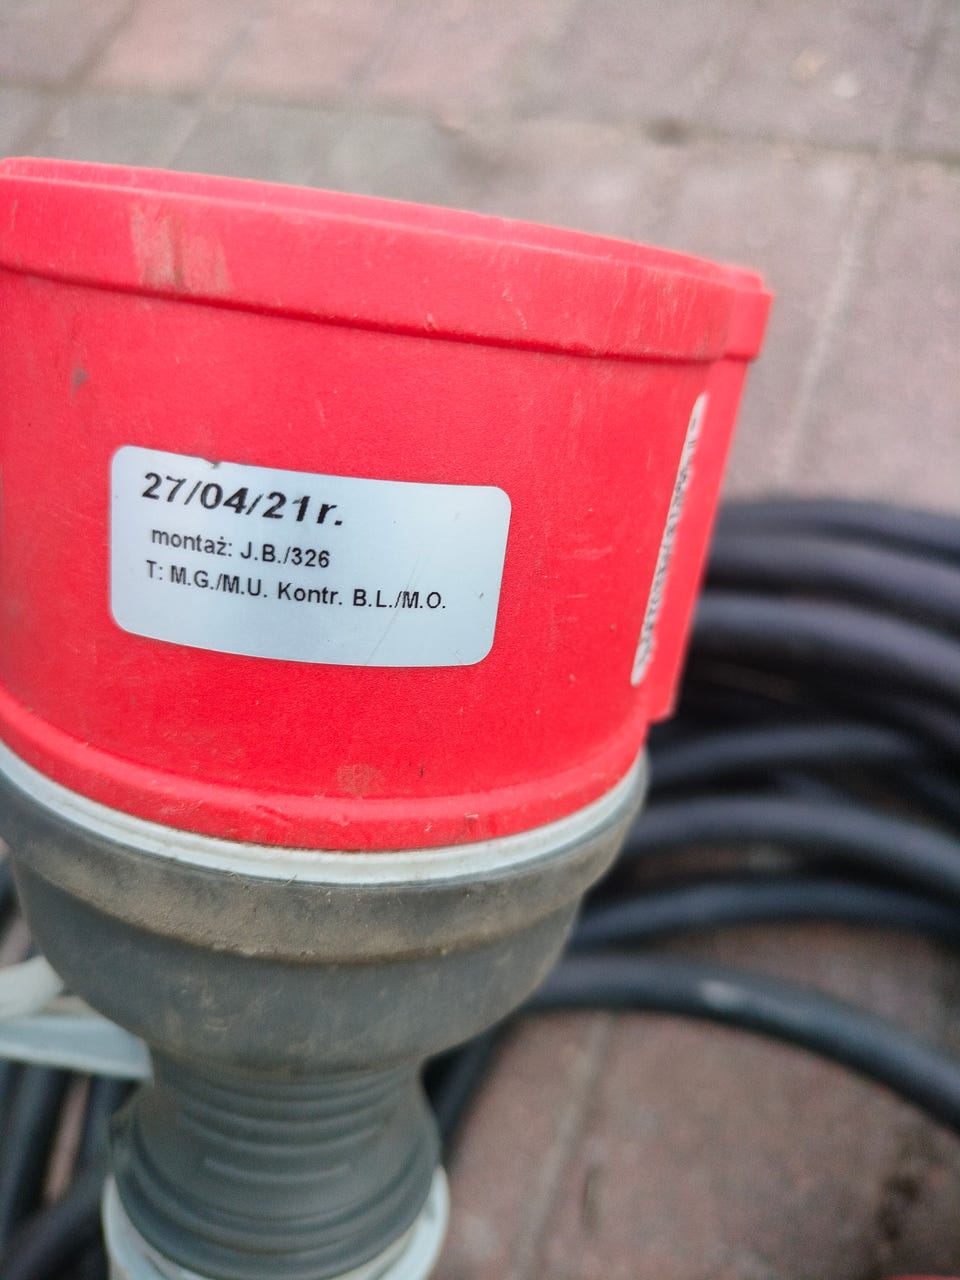 27/04/21r.
montaż: J.B./326
T: M.G./M.U. Kontr. B.L./M.O.